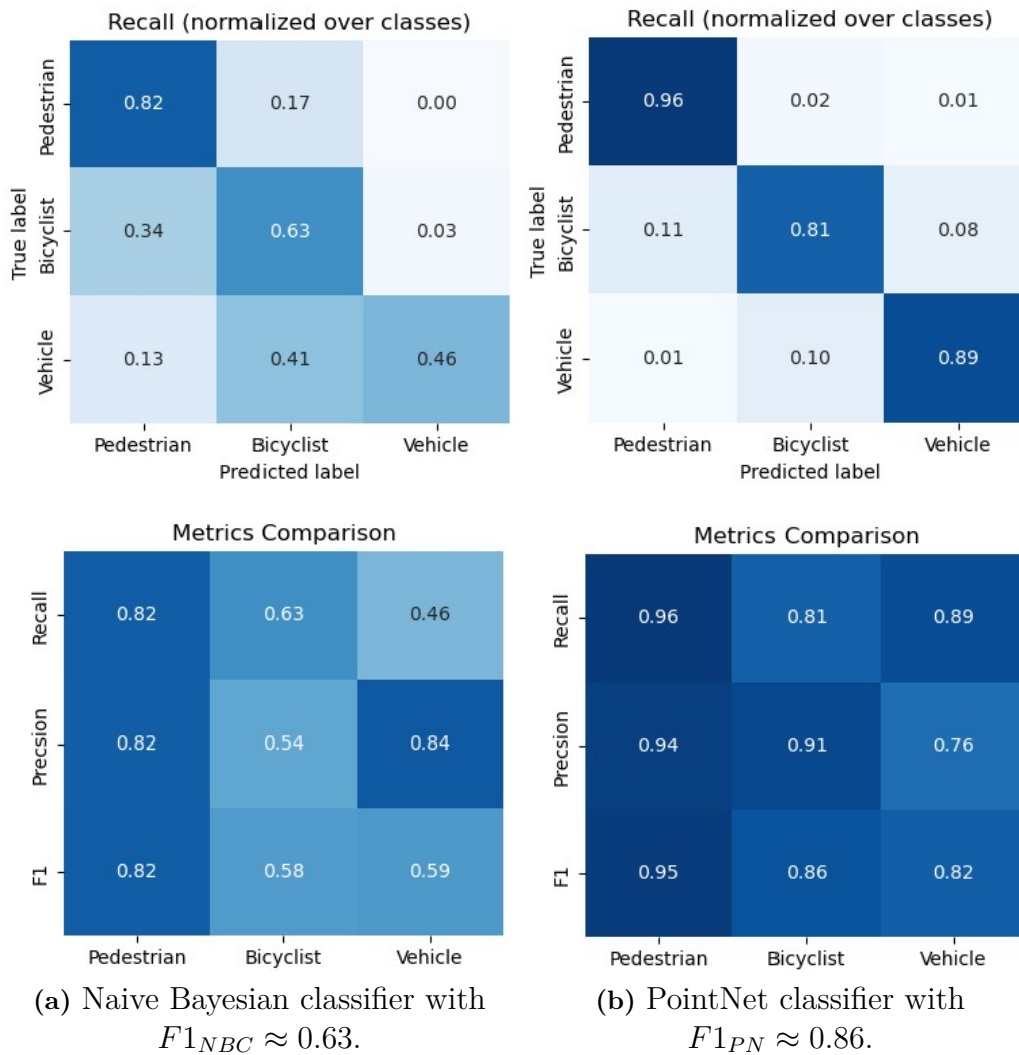 Recall (normalized over classes)
True label
Pedestrian
Bicyclist
Vehicle
0.82 0.17 0.00
0.34 0.63 0.03
0.13 0.41 0.46
Pedestrian Bicyclist Vehicle
Predicted label
Recall (normalized over classes)
True label
Pedestrian
Bicyclist
Vehicle
0.96 0.02 0.01
0.11 0.81 0.08
0.01 0.10 0.89
Pedestrian Bicyclist Vehicle
Predicted label
Metrics Comparison
Recall
Precsion
F1
0.82 0.63 0.46
0.82 0.54 0.84
0.82 0.58 0.59
Pedestrian Bicyclist Vehicle
Metrics Comparison
Recall
Precsion
F1
0.96 0.81 0.89
0.94 0.91 0.76
0.95 0.86 0.82
Pedestrian Bicyclist Vehicle
(a) Naive Bayesian classifier with
F1_{NBC} ≈ 0.63.
(b) PointNet classifier with
F1_{PN} ≈ 0.86.